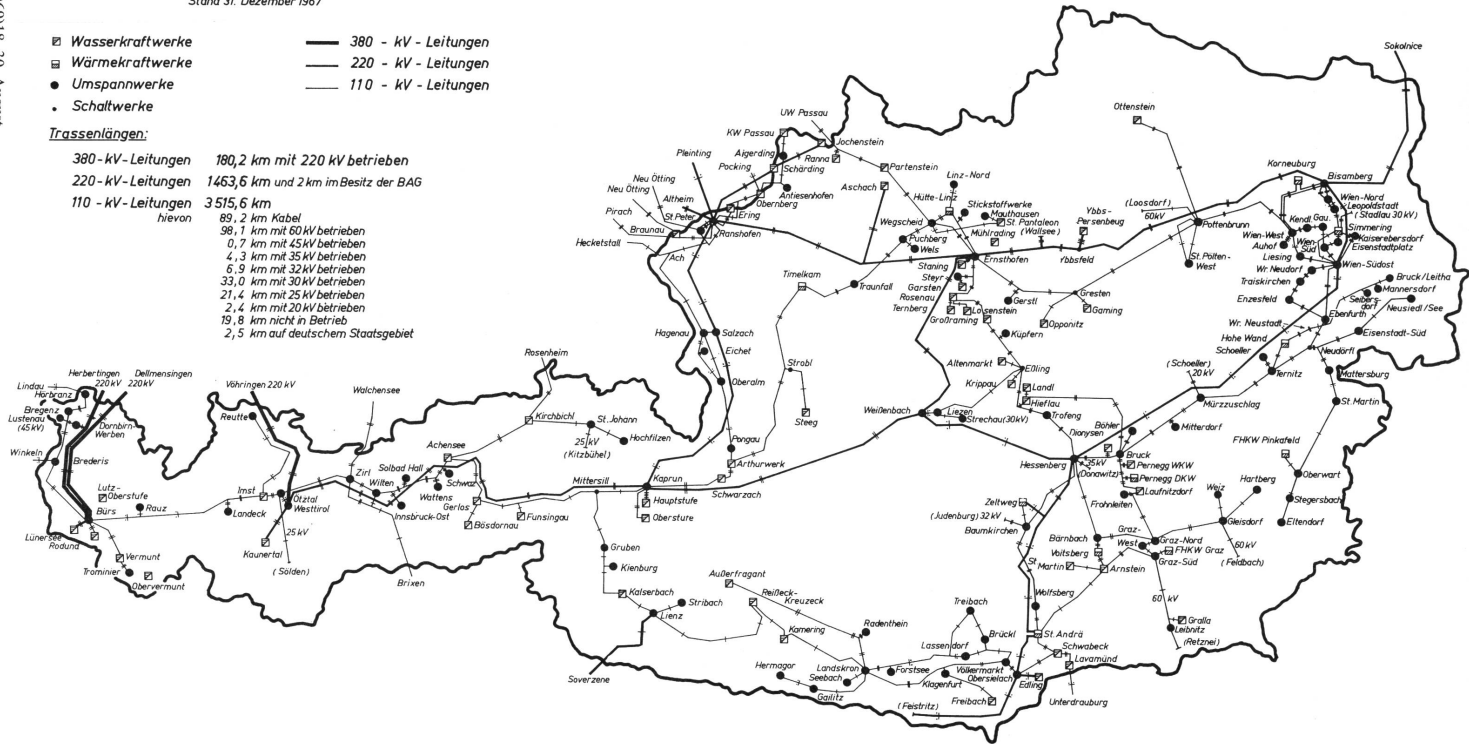 Stand 31. Dezember 1967
Wasserkraftwerke
Wärmekraftwerke
Umspannwerke
Schaltwerke
380 - kV - Leitungen
220 - kV - Leitungen
110 - kV - Leitungen
Trassenlängen:
380-kV-Leitungen 180,2 km mit 220 kV betrieben
220-kV-Leitungen 1463,6 km und 2 km im Besitz der BAG
110-kV-Leitungen 3515,6 km
hievon 89,2 km Kabel
98,1 km mit 60 kV betrieben
0,7 km mit 45 kV betrieben
4,3 km mit 35 kV betrieben
6,9 km mit 32 kV betrieben
33,0 km mit 30 kV betrieben
21,4 km mit 25 kV betrieben
2,4 km mit 20 kV betrieben
19,8 km nicht in Betrieb
2,5 km auf deutschem Staatsgebiet
Sokolnice
UW Passau
KW Passau
Jochenstein
Ranna
Aigerding
Schärding
Pocking
Pleinting
Antiesenhofen
Obernberg
Ering
Neu Ötting
Neu Ötting
Altheim
St. Peter
Pirach
Braunau
Ranshofen
Hecketstall
Ach
Partenstein
Aschach
Linz-Nord
Hütte-Linz
Stickstoffwerke
Mauthausen
St. Pantaleon
(Wallsee)
Mühlrading
Wegscheid
Puchberg
Wels
Ybbs-
Persenbeug
Ybbsfeld
Ottenstein
(Loosdorf)
60kV
Pottenbrunn
St. Pölten-
West
Korneuburg
Bisamberg
Wien-Nord
Leopoldstadt
(Stadlau 30 kV)
Kendl.
Gau.
Simmering
Kaiserebersdorf
Eisenstadtplatz
Wien-West
Auhof
Wien-
Süd
Liesing
Wien-Südost
Wr. Neudorf
Traiskirchen
Enzesfeld
Bruck/Leitha
Mannersdorf
Seibers-
dorf
Neusiedl/See
Ebenfurth
Eisenstadt-Süd
Wr. Neustadt
Hohe Wand
Schoeller
Neudörfl
Ternitz
Mattersburg
St. Martin
(Schoeller)
20 kV
Mürzzuschlag
Mitterdorf
FHKW Pinkafeld
Oberwart
Stegersbach
Eltendorf
Timelkam
Traunfall
Ernsthofen
Staning
Steyr
Garsten
Rosenau
Ternberg
Losenstein
Großraming
Gerstl
Gresten
Gaming
Opponitz
Küpfern
Altenmarkt
Eßling
Krippau
Landl
Hieflau
Trofeng
Hagenau
Salzach
Eichet
Oberalm
Strobl
Steeg
Pongau
Arthurwerk
Schwarzach
Weißenbach
Liezen
Strechau(30kV)
Dionysen
Böhler
Hessenberg
35kV
(Donawitz)
Bruck
Pernegg WKW
Pernegg DKW
Laufnitzdorf
Frohnleiten
Zeltweg
(Judenburg) 32 kV
Baumkirchen
Weiz
Hartberg
Gleisdorf
60 kV
(Feldbach)
Bärnbach
Voitsberg
Graz-
West
Graz-Nord
FHKW Graz
Graz-Süd
St.
Martin
Arnstein
60 kV
Gralla
Leibnitz
(Retznei)
Herbertingen
220 kV
Dellmensingen
220 kV
Vöhringen 220 kV
Lindau
Hörbranz
Bregenz
Lustenau
(45 kV)
Dornbirn-
Werben
Winkeln
Brederis
Lutz-
Oberstufe
Rauz
Bürs
Lünersee
Rodund
Vermunt
Trominier
Obervermunt
Reutte
Walchensee
Rosenheim
Imst
Landeck
Ötztal
Westtirol
25 kV
Kaunertal
(Sölden)
Zirl
Wilten
Solbad Hall
Innsbruck-Ost
Wattens
Schwaz
Achensee
Gerlos
Bösdornau
Funsingau
Brixen
Kirchbichl
St. Johann
25 kV
(Kitzbühel)
Hochfilzen
Mittersill
Kaprun
Hauptstufe
Oberstufe
Gruben
Kienburg
Kalserbach
Lienz
Stribach
Soverzene
Außerfragant
Reißeck-
Kreuzeck
Kamering
Radenthein
Hermagor
Landskron
Seebach
Gailitz
Forstsee
Lassendorf
Treibach
Brückl
Klagenfurt
Freibach
(Feistritz)
Völkermarkt
Obersielach
Edling
Wolfsberg
St. Andrä
Schwabeck
Lavamünd
Unterdrauburg